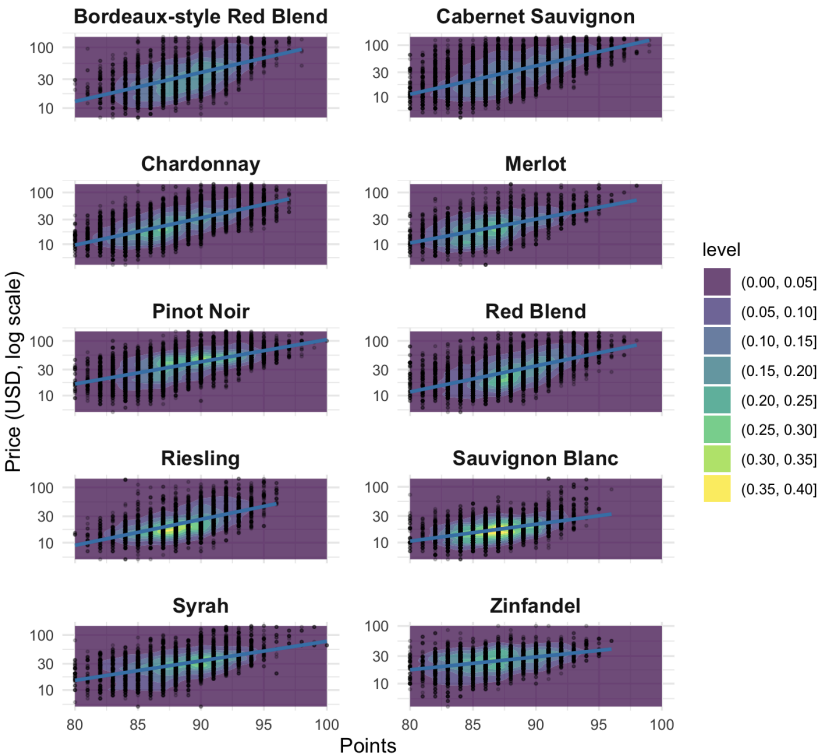 Bordeaux-style Red Blend
Cabernet Sauvignon
100
30
10
100
30
10
Chardonnay
Merlot
100
30
10
100
30
10
Pinot Noir
Red Blend
100
30
10
100
30
10
Riesling
Sauvignon Blanc
100
30
10
100
30
10
Syrah
Zinfandel
100
30
10
100
30
10
80 85 90 95 100
80 85 90 95 100
Points
Price (USD, log scale)
level
(0.00, 0.05]
(0.05, 0.10]
(0.10, 0.15]
(0.15, 0.20]
(0.20, 0.25]
(0.25, 0.30]
(0.30, 0.35]
(0.35, 0.40]